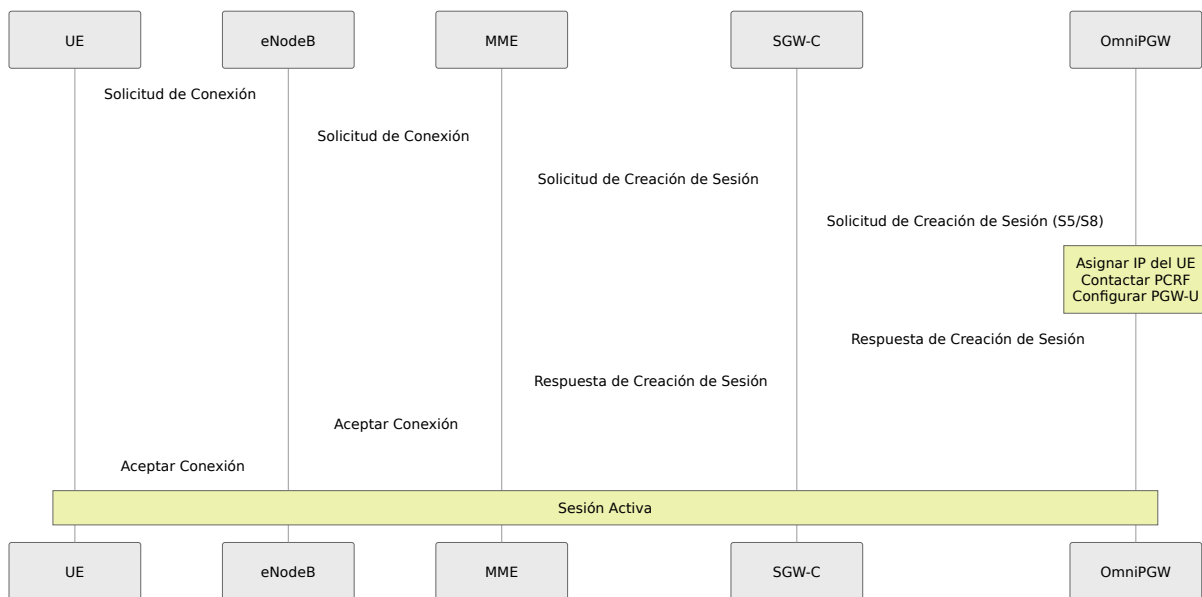 UE
eNodeB
MME
SGW-C
OmniPGW
Solicitud de Conexión
Solicitud de Conexión
Solicitud de Creación de Sesión
Solicitud de Creación de Sesión (S5/S8)
Asignar IP del UE
Contactar PCRF
Configurar PGW-U
Respuesta de Creación de Sesión
Respuesta de Creación de Sesión
Aceptar Conexión
Aceptar Conexión
Sesión Activa
UE
eNodeB
MME
SGW-C
OmniPGW